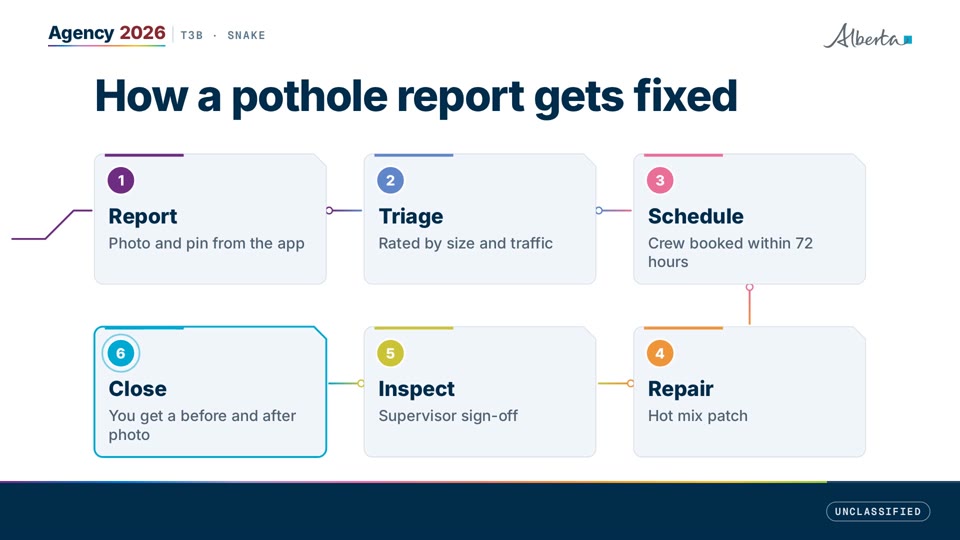 Agency 2026
T3B · SNAKE
Alberta
How a pothole report gets fixed
1
Report
Photo and pin from the app
2
Triage
Rated by size and traffic
3
Schedule
Crew booked within 72
hours
6
Close
You get a before and after
photo
5
Inspect
Supervisor sign-off
4
Repair
Hot mix patch
UNCLASSIFIED